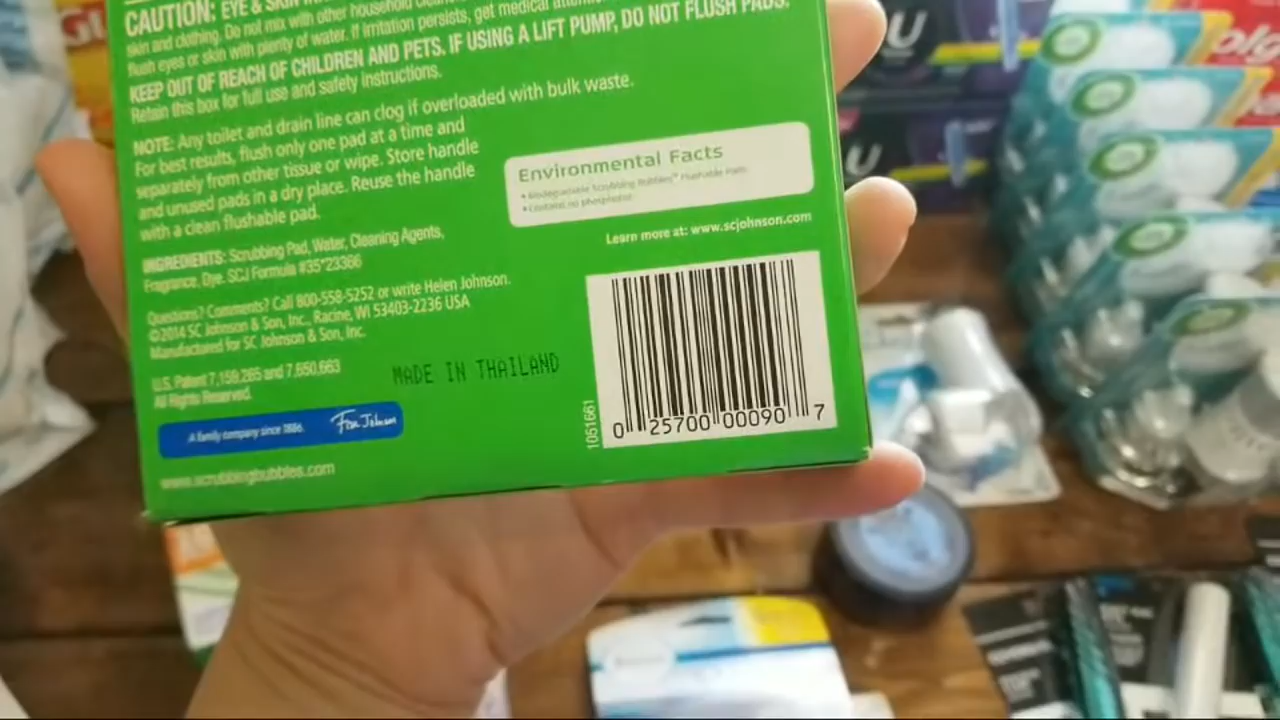 CAUTION: EYE & SKIN
skin and clothing. Do not mix with other household
flush eyes or skin with plenty of water. If irritation persists, get medical
KEEP OUT OF REACH OF CHILDREN AND PETS. IF USING A LIFT PUMP, DO NOT FLUSH PADS.
Retain this box for full use and safety instructions.
NOTE: Any toilet and drain line can clog if overloaded with bulk waste.
For best results, flush only one pad at a time and
separately from other tissue or wipe. Store handle
and unused pads in a dry place. Reuse the handle
with a clean flushable pad.
Environmental Facts
• Biodegradable Scrubbing Bubbles™ Flushable Pads
• Contains no phosphorus
Learn more at: www.scjohnson.com
INGREDIENTS: Scrubbing Pad, Water, Cleaning Agents,
Fragrance, Dye. SCJ Formula #35*23366
Questions? Comments? Call 800-558-5252 or write Helen Johnson.
©2014 SC Johnson & Son, Inc., Racine, WI 53403-2236 USA
Manufactured for SC Johnson & Son, Inc.
U.S. Patent 7,159,265 and 7,650,663
All Rights Reserved.
MADE IN THAILAND
A family company since 1886.
www.scrubbingbubbles.com
1051661
0 25700 00090 7
U
U